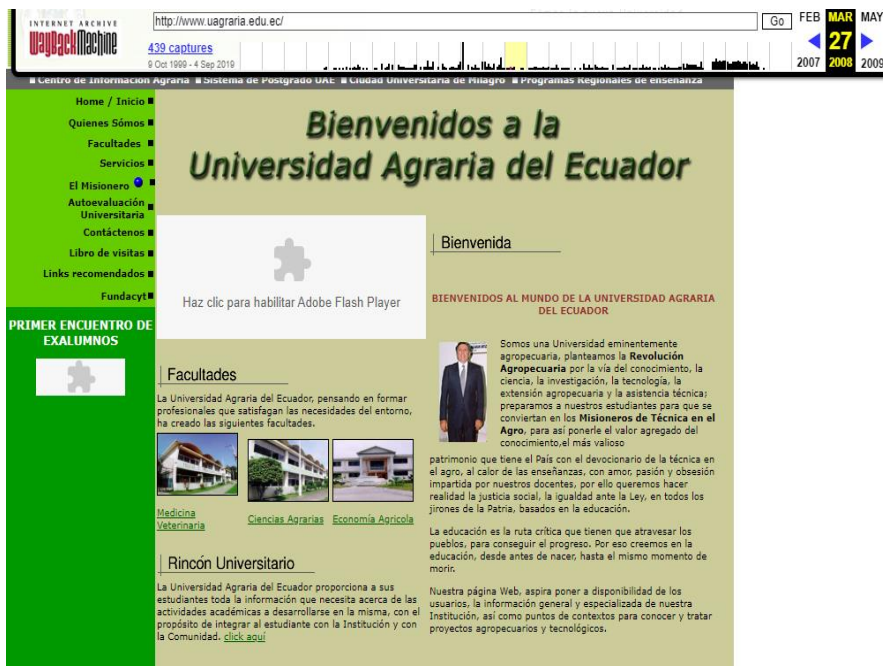 INTERNET ARCHIVE
WayBackMachine
http://www.uagraria.edu.ec/
Go
FEB MAR MAY
439 captures
27
9 Oct 1999 - 4 Sep 2019
2007 2008 2009
Centro de Información Agraria Sistema de Postgrado UAE Ciudad Universitaria de Milagro Programas Regionales de enseñanza
Home / Inicio
Quienes Sómos
Facultades
Servicios
El Misionero
Autoevaluación
Universitaria
Contáctenos
Libro de visitas
Links recomendados
Fundacyt
PRIMER ENCUENTRO DE
EXALUMNOS
Bienvenidos a la
Universidad Agraria del Ecuador
Haz clic para habilitar Adobe Flash Player
Facultades
La Universidad Agraria del Ecuador, pensando en formar
profesionales que satisfagan las necesidades del entorno,
ha creado las siguientes facultades.
Medicina
Veterinaria
Ciencias Agrarias
Economía Agricola
Rincón Universitario
La Universidad Agraria del Ecuador proporciona a sus
estudiantes toda la información que necesita acerca de las
actividades académicas a desarrollarse en la misma, con el
propósito de integrar al estudiante con la Institución y con
la Comunidad. click aquí
Bienvenida
BIENVENIDOS AL MUNDO DE LA UNIVERSIDAD AGRARIA
DEL ECUADOR
Somos una Universidad eminentemente
agropecuaria, planteamos la Revolución
Agropecuaria por la vía del conocimiento, la
ciencia, la investigación, la tecnología, la
extensión agropecuaria y la asistencia técnica;
preparamos a nuestros estudiantes para que se
conviertan en los Misioneros de Técnica en el
Agro, para así ponerle el valor agregado del
conocimiento,el más valioso
patrimonio que tiene el País con el devocionario de la técnica en
el agro, al calor de las enseñanzas, con amor, pasión y obsesión
impartida por nuestros docentes, por ello queremos hacer
realidad la justicia social, la igualdad ante la Ley, en todos los
jirones de la Patria, basados en la educación.
La educación es la ruta crítica que tienen que atravesar los
pueblos, para conseguir el progreso. Por eso creemos en la
educación, desde antes de nacer, hasta el mismo momento de
morir.
Nuestra página Web, aspira poner a disponibilidad de los
usuarios, la información general y especializada de nuestra
Institución, así como puntos de contextos para conocer y tratar
proyectos agropecuarios y tecnológicos.